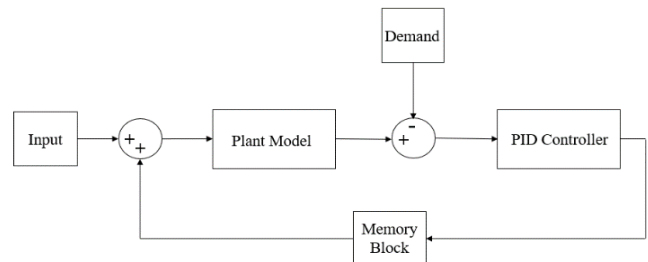 Demand
Input
+
+
Plant Model
-
+
PID Controller
Memory
Block